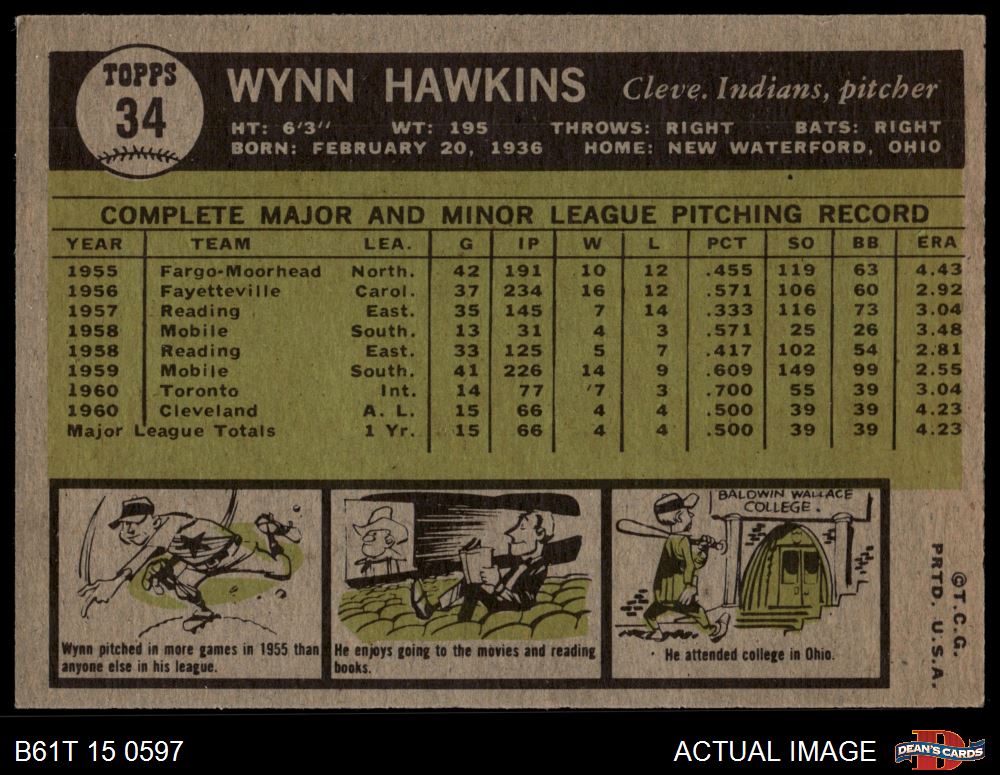 TOPPS
34
WYNN HAWKINS Cleve. Indians, pitcher
HT: 6'3" WT: 195 THROWS: RIGHT BATS: RIGHT
BORN: FEBRUARY 20, 1936 HOME: NEW WATERFORD, OHIO
COMPLETE MAJOR AND MINOR LEAGUE PITCHING RECORD
YEAR TEAM LEA. G IP W L PCT SO BB ERA
1955 Fargo-Moorhead North. 42 191 10 12 .455 119 63 4.43
1956 Fayetteville Carol. 37 234 16 12 .571 106 60 2.92
1957 Reading East. 35 145 7 14 .333 116 73 3.04
1958 Mobile South. 13 31 4 3 .571 25 26 3.48
1958 Reading East. 33 125 5 7 .417 102 54 2.81
1959 Mobile South. 41 226 14 9 .609 149 99 2.55
1960 Toronto Int. 14 77 7 3 .700 55 39 3.04
1960 Cleveland A. L. 15 66 4 4 .500 39 39 4.23
Major League Totals 1 Yr. 15 66 4 4 .500 39 39 4.23
Wynn pitched in more games in 1955 than
anyone else in his league.
He enjoys going to the movies and reading
books.
BALDWIN WALLACE
COLLEGE.
He attended college in Ohio.
©T.C.G.
PRTD. U.S.A.
B61T 15 0597
ACTUAL IMAGE
DEAN'S CARDS